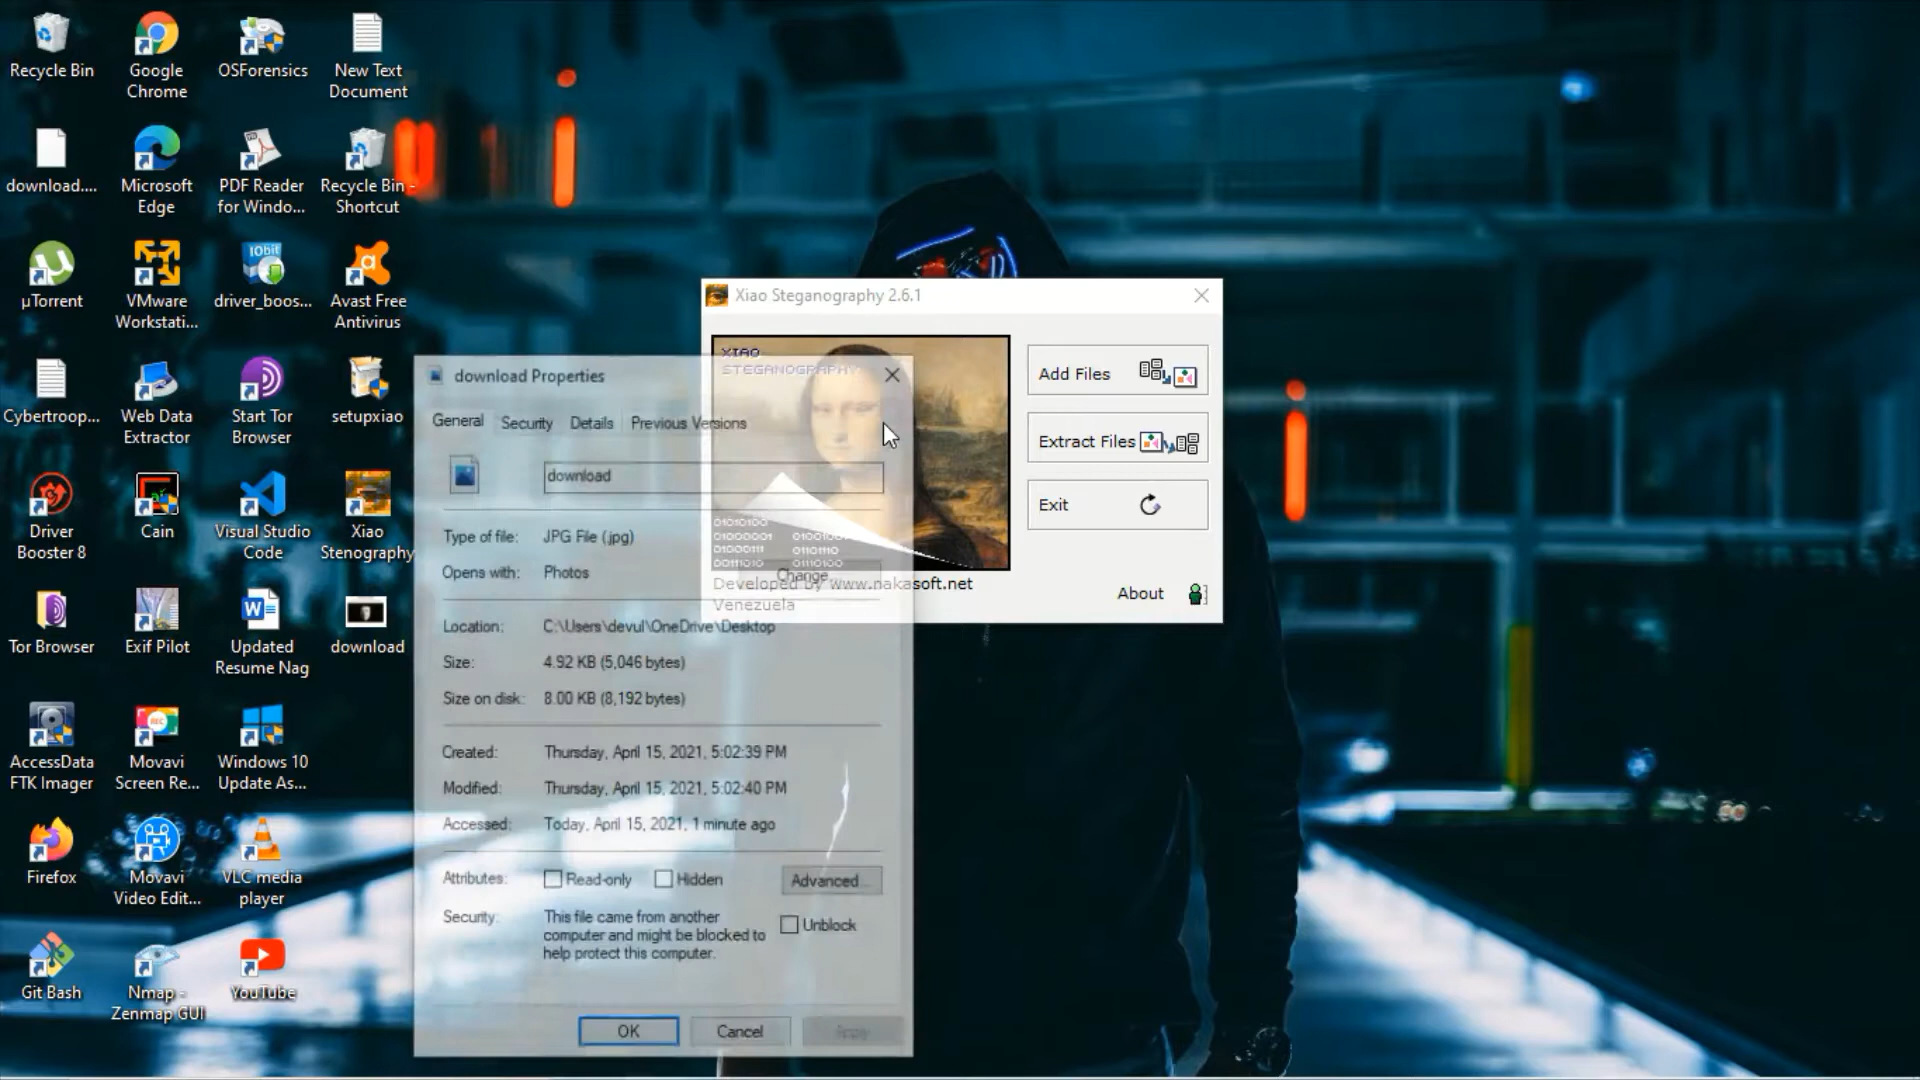 Recycle Bin
Google
Chrome
OSForensics
New Text
Document
download....
Microsoft
Edge
PDF Reader
for Windo...
Recycle Bin -
Shortcut
µTorrent
VMware
Workstati...
IObit
driver_boos...
Avast Free
Antivirus
Cybertroop...
Web Data
Extractor
Start Tor
Browser
setupxiao
Driver
Booster 8
Cain
Visual Studio
Code
Xiao
Stenography
Tor Browser
Exif Pilot
Updated
Resume Nag
download
AccessData
FTK Imager
REC
Movavi
Screen Re...
Windows 10
Update As...
Firefox
Movavi
Video Edit...
VLC media
player
Git Bash
Nmap -
Zenmap GUI
YouTube
Xiao Steganography 2.6.1
XIAO
STEGANOGRAPHY
Add Files
Extract Files
Exit
01010100
01000001
01000111
00111010
01101110
01110100
Developed by www.nakasoft.net
Venezuela
About
download Properties
General
Security
Details
Previous Versions
download
Type of file:
JPG File (.jpg)
Opens with:
Photos
Change...
Location:
C:\Users\devul\OneDrive\Desktop
Size:
4.92 KB (5,046 bytes)
Size on disk:
8.00 KB (8,192 bytes)
Created:
Thursday, April 15, 2021, 5:02:39 PM
Modified:
Thursday, April 15, 2021, 5:02:40 PM
Accessed:
Today, April 15, 2021, 1 minute ago
Attributes:
Read-only
Hidden
Advanced...
Security:
This file came from another
computer and might be blocked to
help protect this computer.
Unblock
OK
Cancel
Apply